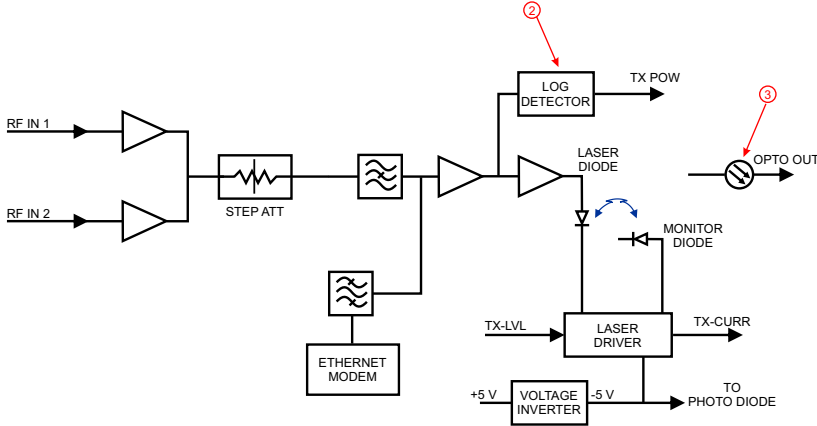 2
LOG
DETECTOR
TX POW
3
RF IN 1
LASER
DIODE
OPTO OUT
STEP ATT
RF IN 2
MONITOR
DIODE
TX-LVL
LASER
DRIVER
TX-CURR
ETHERNET
MODEM
+5 V
VOLTAGE
INVERTER
-5 V
TO
PHOTO DIODE